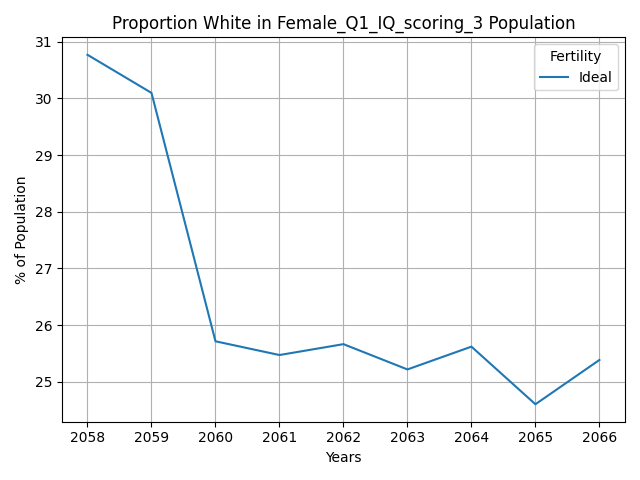 Proportion White in Female_Q1_IQ_scoring_3 Population
31
30
29
28
27
26
25
% of Population
Fertility
Ideal
2058 2059 2060 2061 2062 2063 2064 2065 2066
Years